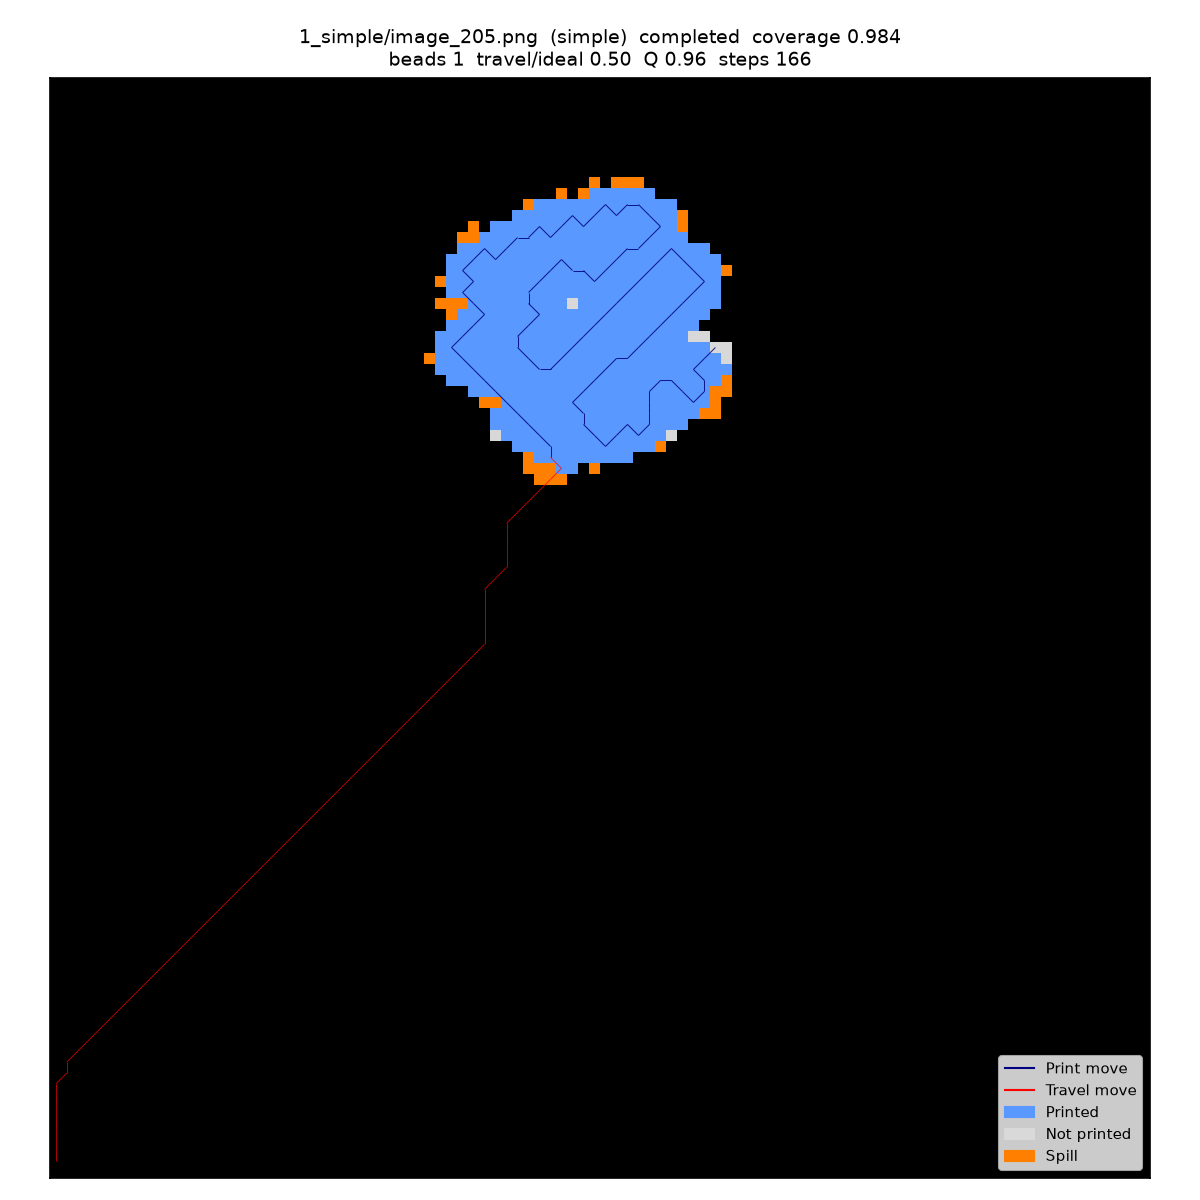 1_simple/image_205.png  (simple)  completed  coverage 0.984
beads 1  travel/ideal 0.50  Q 0.96  steps 166
Print move
Travel move
Printed
Not printed
Spill